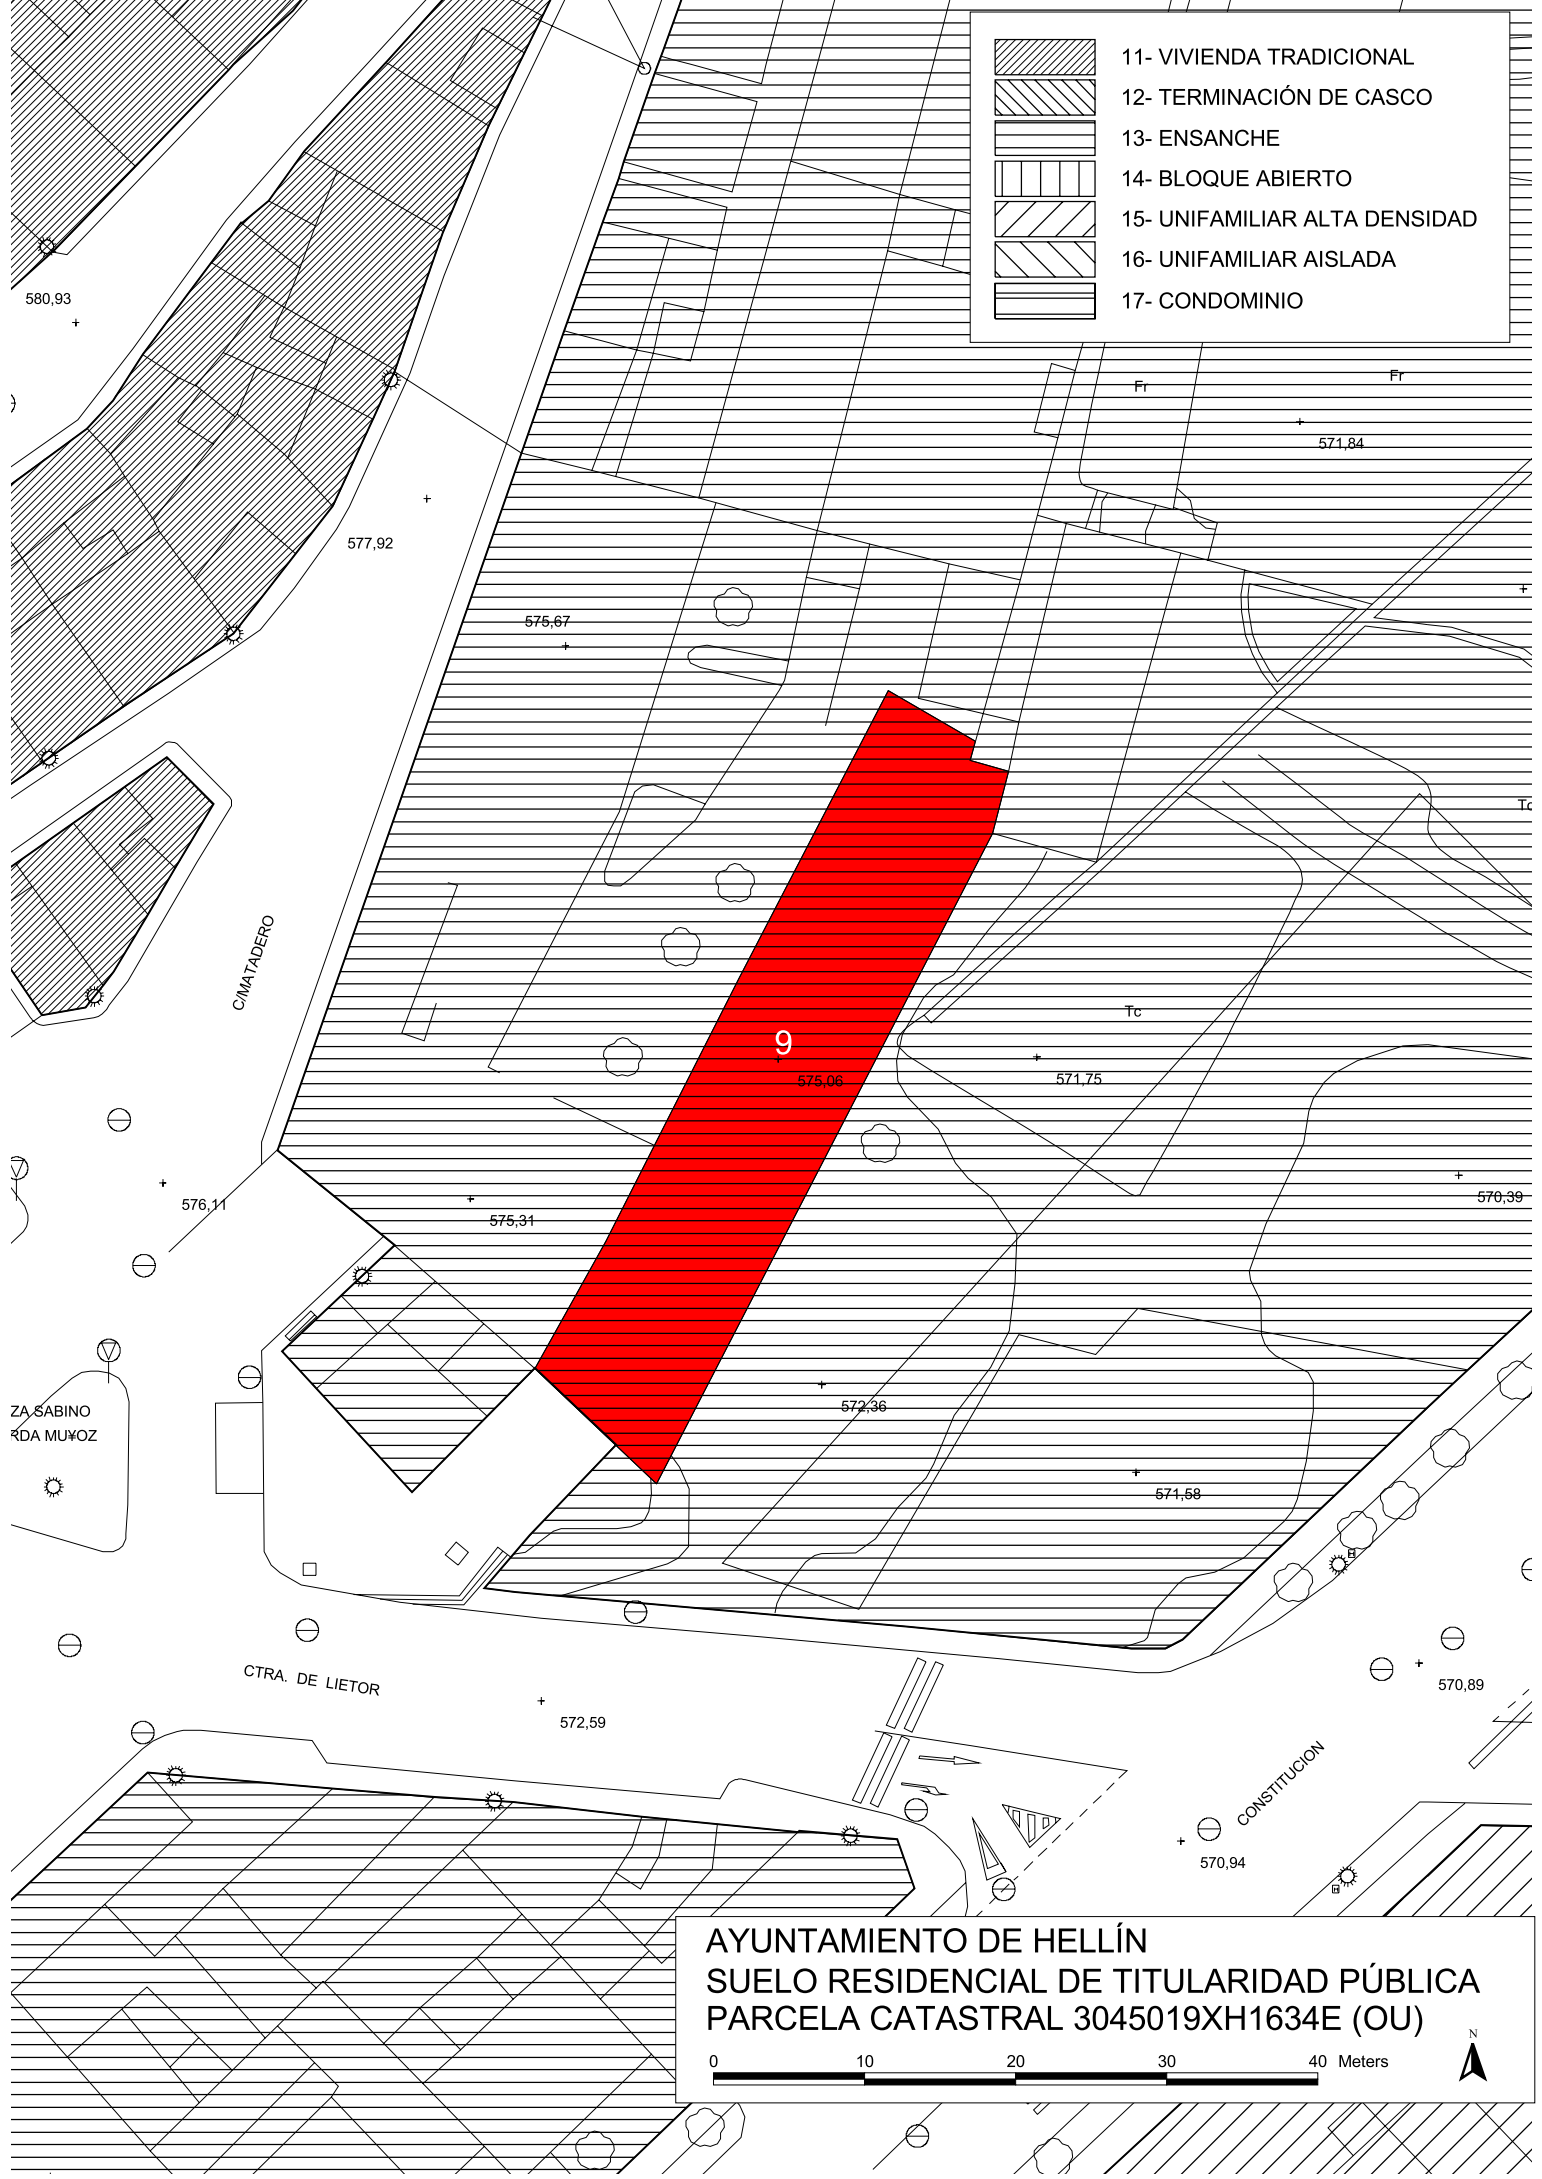 11- VIVIENDA TRADICIONAL
12- TERMINACIÓN DE CASCO
13- ENSANCHE
14- BLOQUE ABIERTO
15- UNIFAMILIAR ALTA DENSIDAD
16- UNIFAMILIAR AISLADA
17- CONDOMINIO
580,93
Fr
Fr
571,84
577,92
575,67
Tc
C/MATADERO
9
Tc
575,06
571,75
576,11
575,31
570,39
ZA SABINO
RDA MU¥OZ
572,36
571,58
CTRA. DE LIETOR
572,59
570,89
CONSTITUCION
570,94
AYUNTAMIENTO DE HELLÍN
SUELO RESIDENCIAL DE TITULARIDAD PÚBLICA
PARCELA CATASTRAL 3045019XH1634E (OU)
N
0 10 20 30 40 Meters